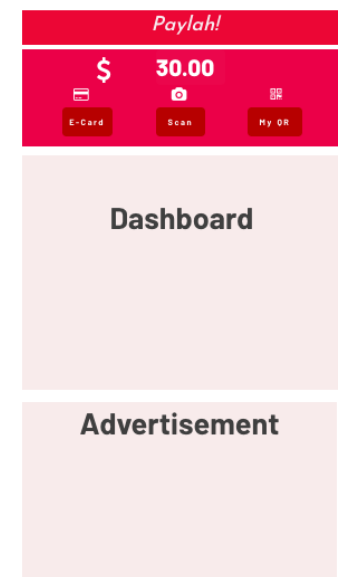 Paylah!
$ 30.00
E-Card Scan My QR
Dashboard
Advertisement